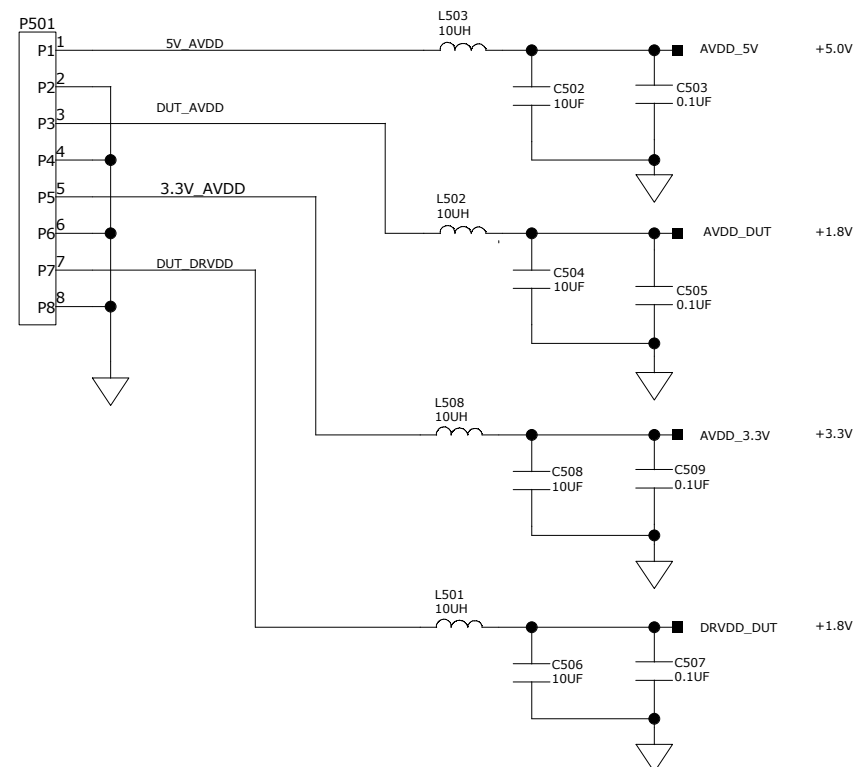 P501
P1 1
P2 2
P3 3
P4 4
P5 5
P6 6
P7 7
P8 8
5V_AVDD
DUT_AVDD
3.3V_AVDD
DUT_DRVDD
L503
10UH
C502
10UF
C503
0.1UF
AVDD_5V +5.0V
L502
10UH
C504
10UF
C505
0.1UF
AVDD_DUT +1.8V
L508
10UH
C508
10UF
C509
0.1UF
AVDD_3.3V +3.3V
L501
10UH
C506
10UF
C507
0.1UF
DRVDD_DUT +1.8V